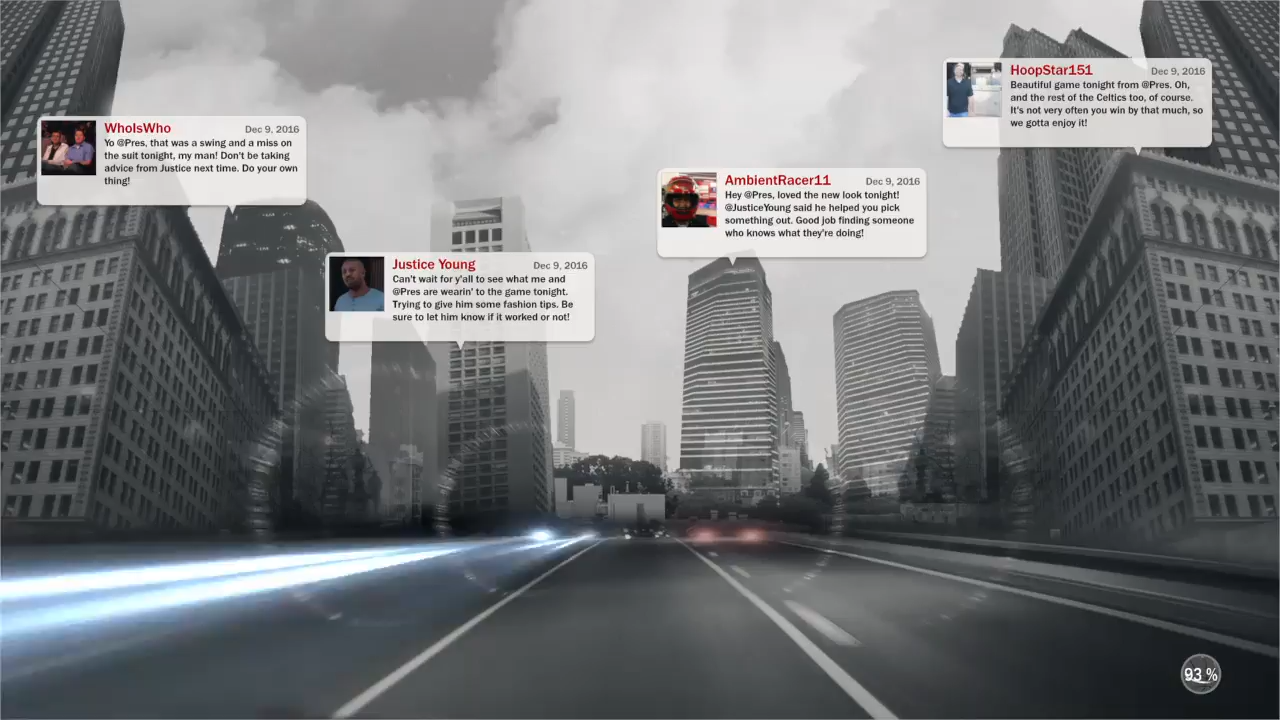 WhoIsWho Dec 9, 2016
Yo @Pres, that was a swing and a miss on
the suit tonight, my man! Don't be taking
advice from Justice next time. Do your own
thing!
Justice Young Dec 9, 2016
Can't wait for y'all to see what me and
@Pres are wearin' to the game tonight.
Trying to give him some fashion tips. Be
sure to let him know if it worked or not!
AmbientRacer11 Dec 9, 2016
Hey @Pres, loved the new look tonight!
@JusticeYoung said he helped you pick
something out. Good job finding someone
who knows what they're doing!
HoopStar151 Dec 9, 2016
Beautiful game tonight from @Pres. Oh,
and the rest of the Celtics too, of course.
It's not very often you win by that much, so
we gotta enjoy it!
93 %